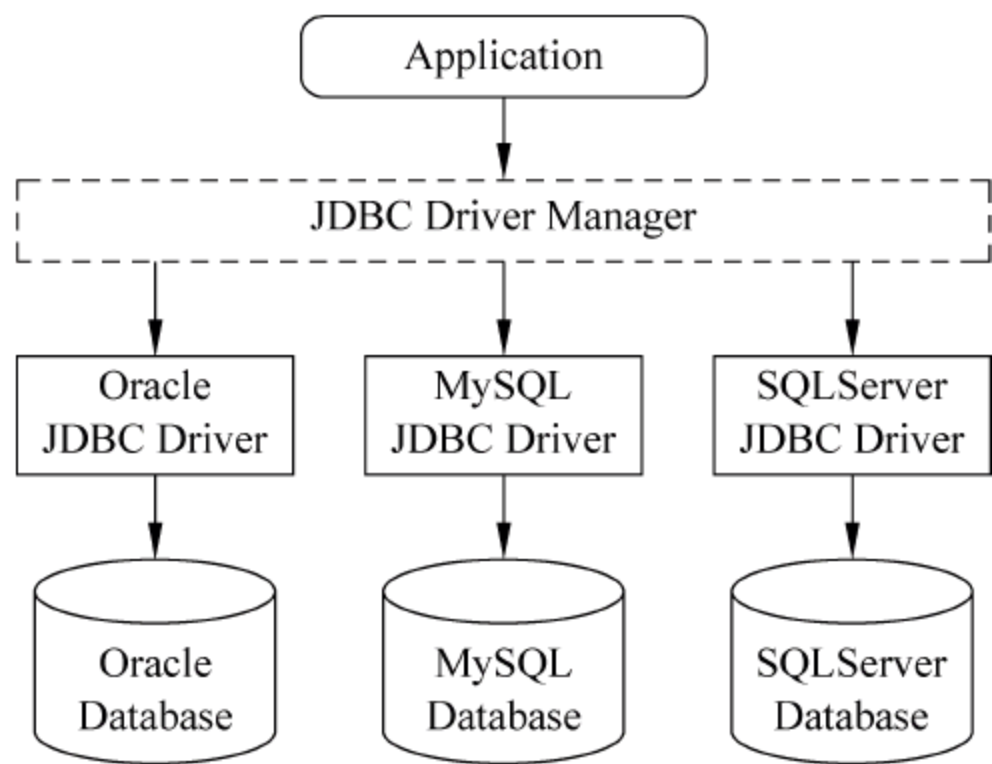 Application
JDBC Driver Manager
Oracle
JDBC Driver
MySQL
JDBC Driver
SQLServer
JDBC Driver
Oracle
Database
MySQL
Database
SQLServer
Database